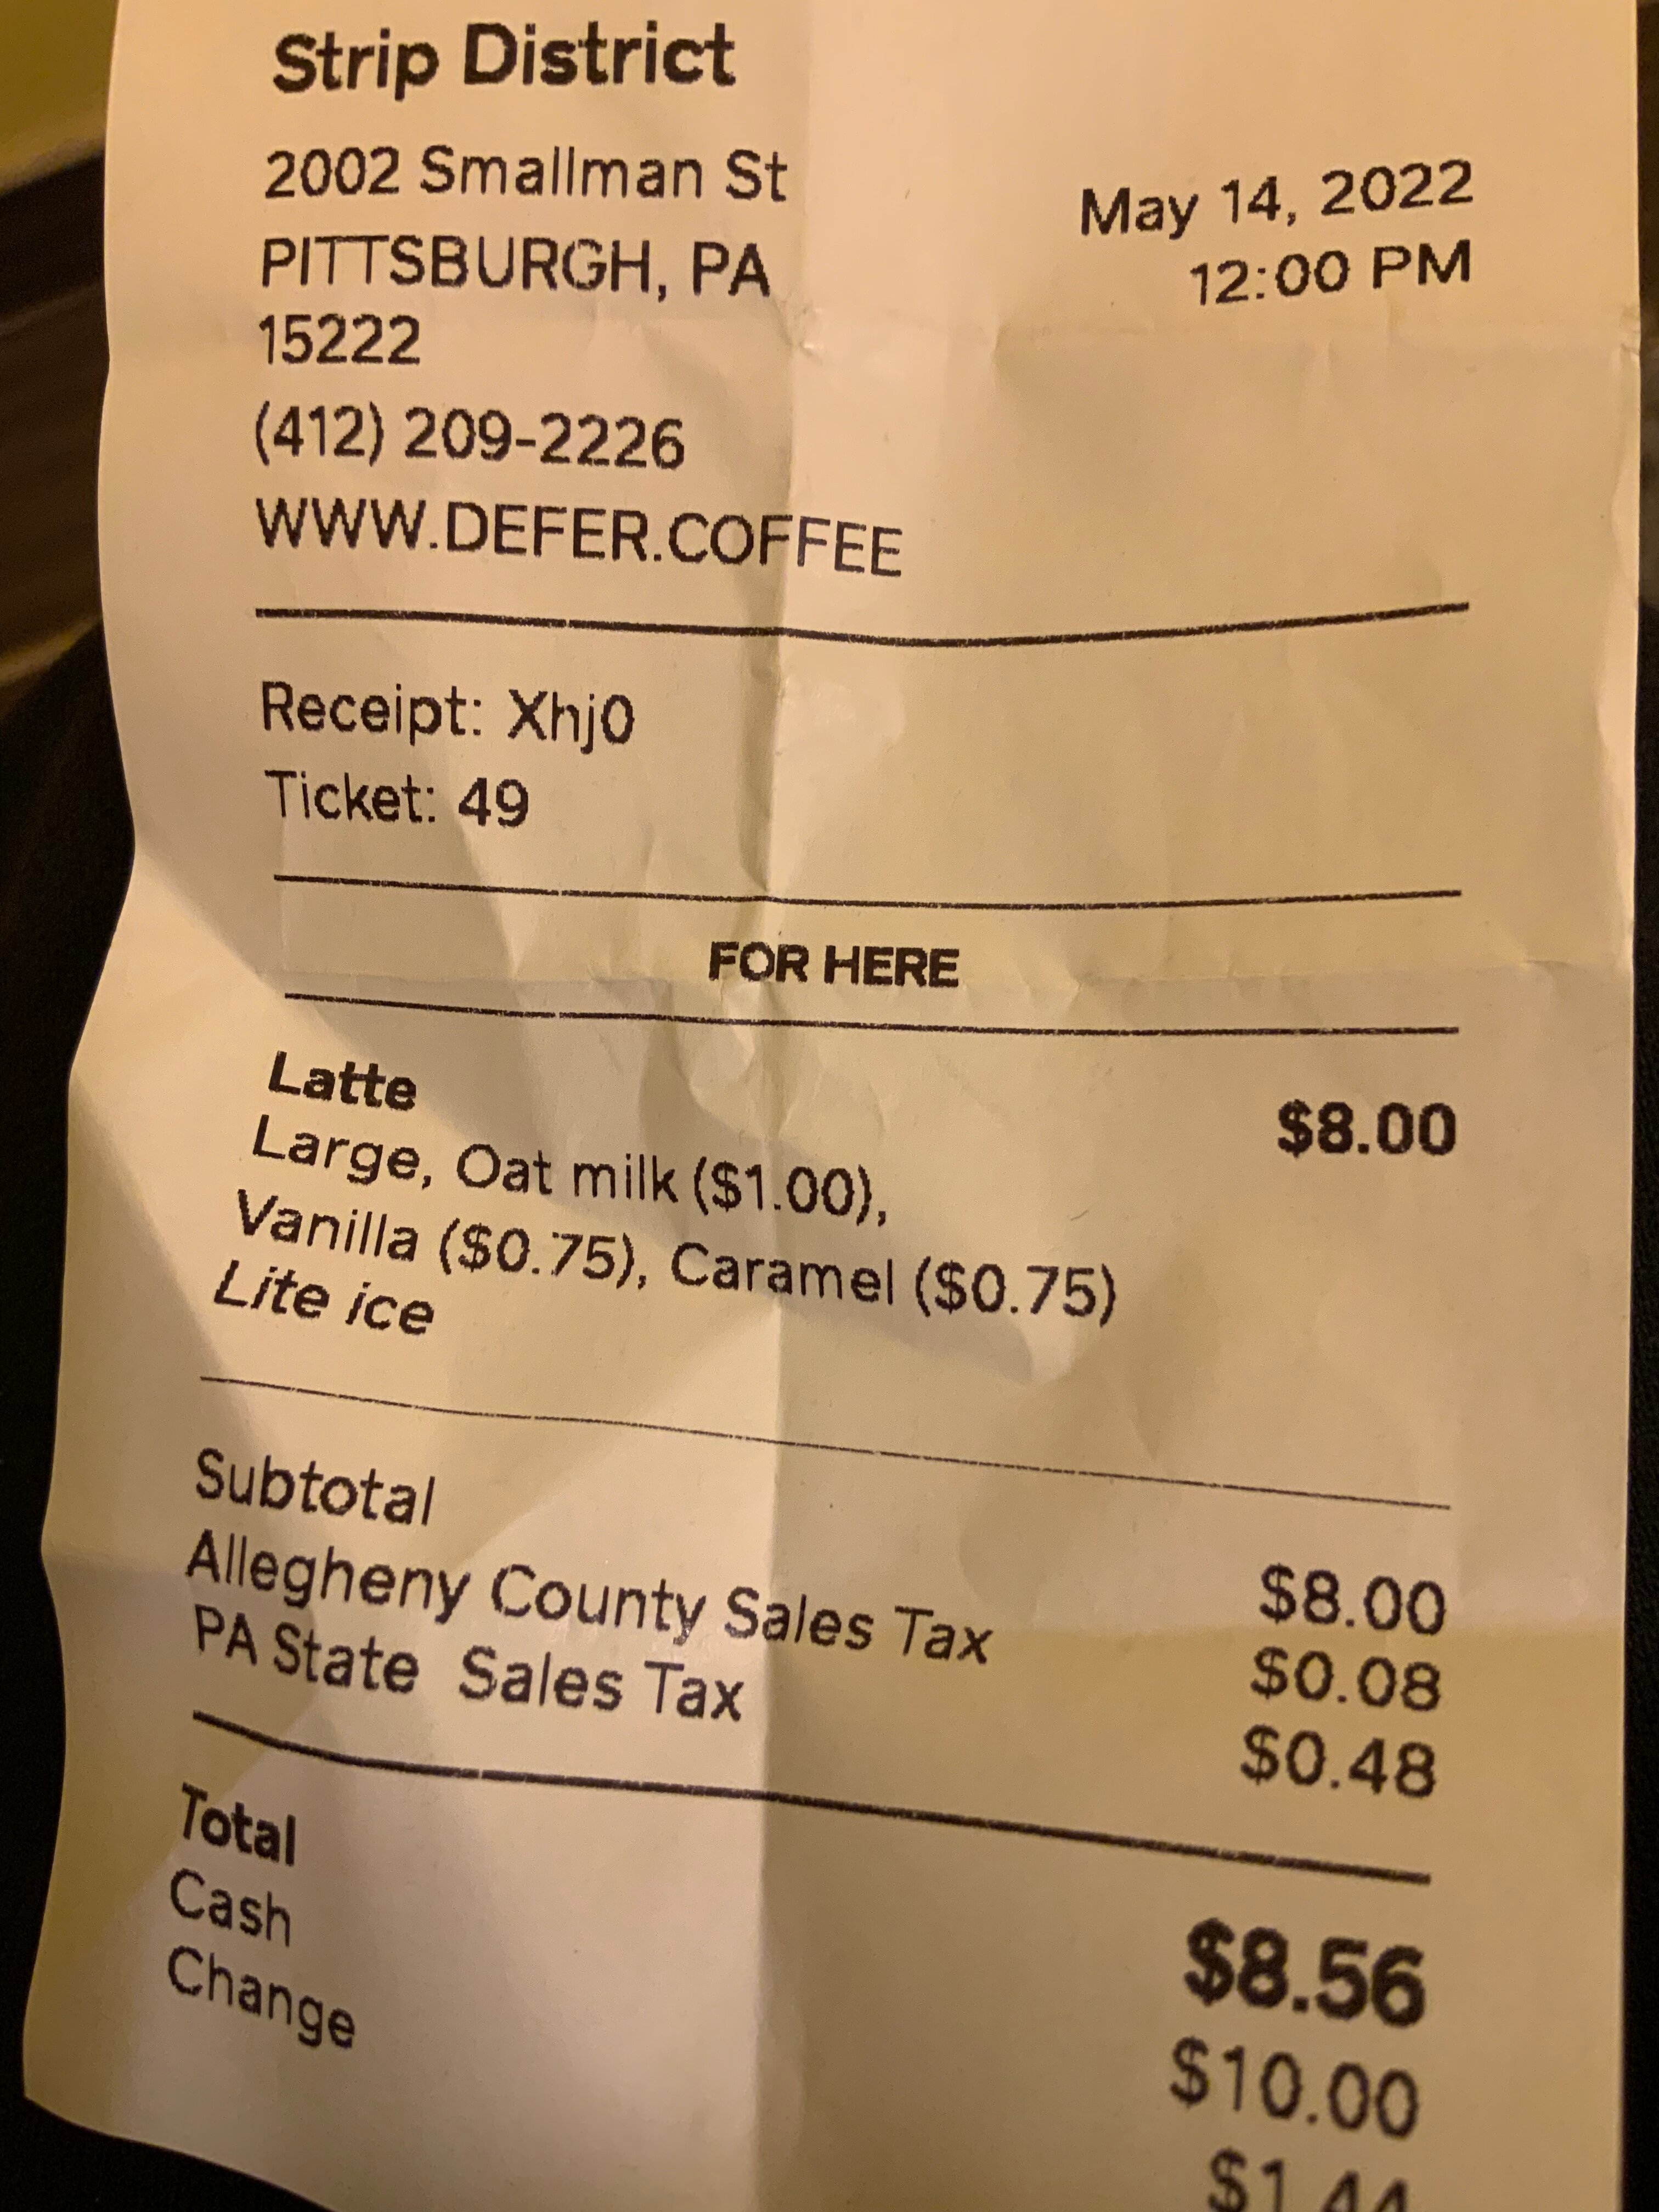 Strip District
2002 Smallman St
PITTSBURGH, PA
15222
(412) 209-2226
WWW.DEFER.COFFEE
May 14, 2022
12:00 PM
Receipt: Xhj0
Ticket: 49
FOR HERE
Latte $8.00
Large, Oat milk ($1.00),
Vanilla ($0.75), Caramel ($0.75)
Lite ice
Subtotal $8.00
Allegheny County Sales Tax $0.08
PA State Sales Tax $0.48
Total $8.56
Cash $10.00
Change $1.44